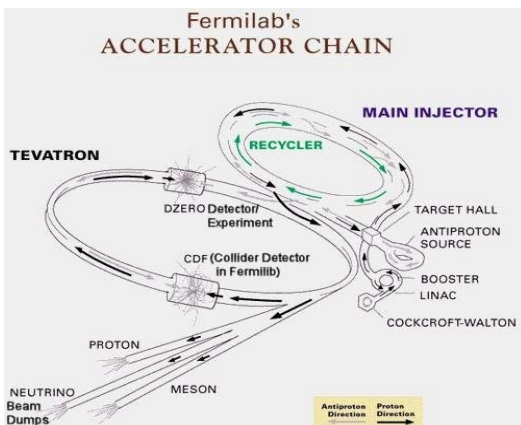 Fermilab's
ACCELERATOR CHAIN
MAIN INJECTOR
RECYCLER
TEVATRON
DZERO Detector/
Experiment
TARGET HALL
ANTIPROTON
SOURCE
CDF (Collider Detector
in Fermilib)
BOOSTER
LINAC
COCKCROFT-WALTON
PROTON
NEUTRINO
Beam
Dumps
MESON
Antiproton
Direction
Proton
Direction